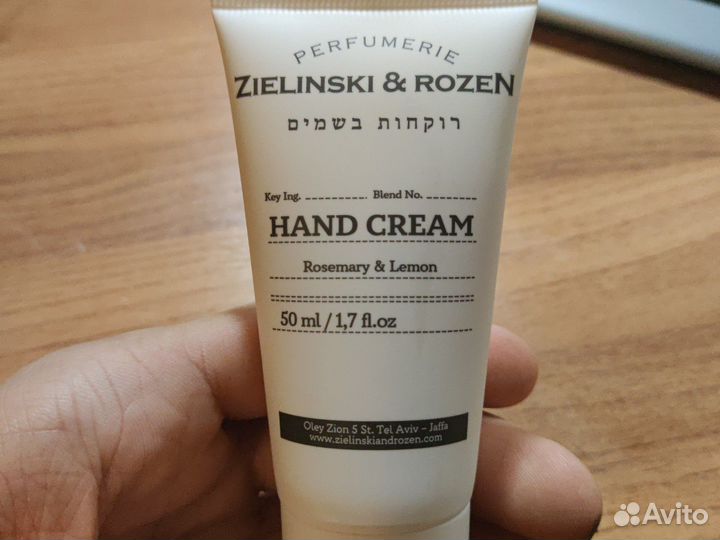 PERFUMERIE
ZIELINSKI & ROZEN
רוקחות בשמים
Key Ing. Blend No.
HAND CREAM
Rosemary & Lemon
50 ml / 1,7 fl.oz
Oley Zion 5 St. Tel Aviv – Jaffa
www.zielinskiandrozen.com
Avito